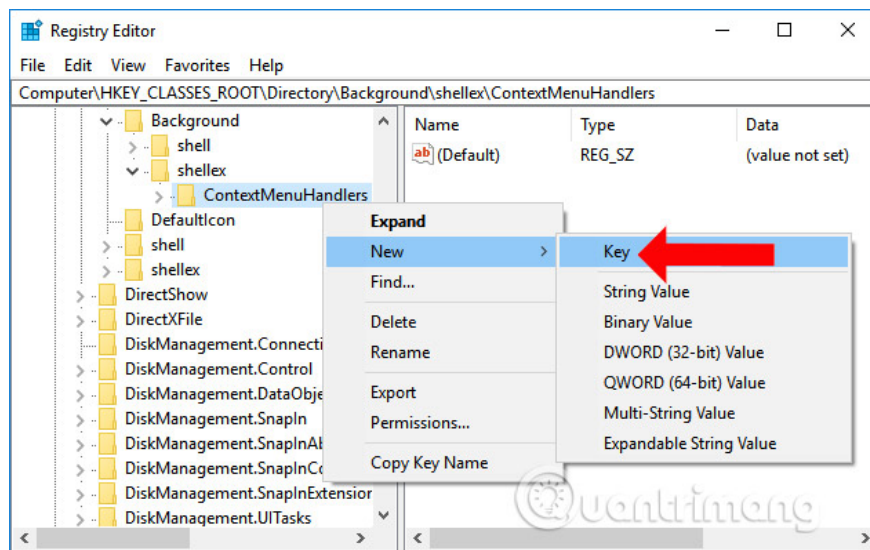 Registry Editor
File Edit View Favorites Help
Computer\HKEY_CLASSES_ROOT\Directory\Background\shellex\ContextMenuHandlers
Background
shell
shellex
ContextMenuHandlers
DefaultIcon
shell
shellex
DirectShow
DirectXFile
DiskManagement.Connecti
DiskManagement.Control
DiskManagement.DataObje
DiskManagement.SnapIn
DiskManagement.SnapInAb
DiskManagement.SnapInCo
DiskManagement.SnapInExtension
DiskManagement.UITasks
Name Type Data
ab (Default) REG_SZ (value not set)
Expand
New
Find...
Delete
Rename
Export
Permissions...
Copy Key Name
Key
String Value
Binary Value
DWORD (32-bit) Value
QWORD (64-bit) Value
Multi-String Value
Expandable String Value
Quantrimang